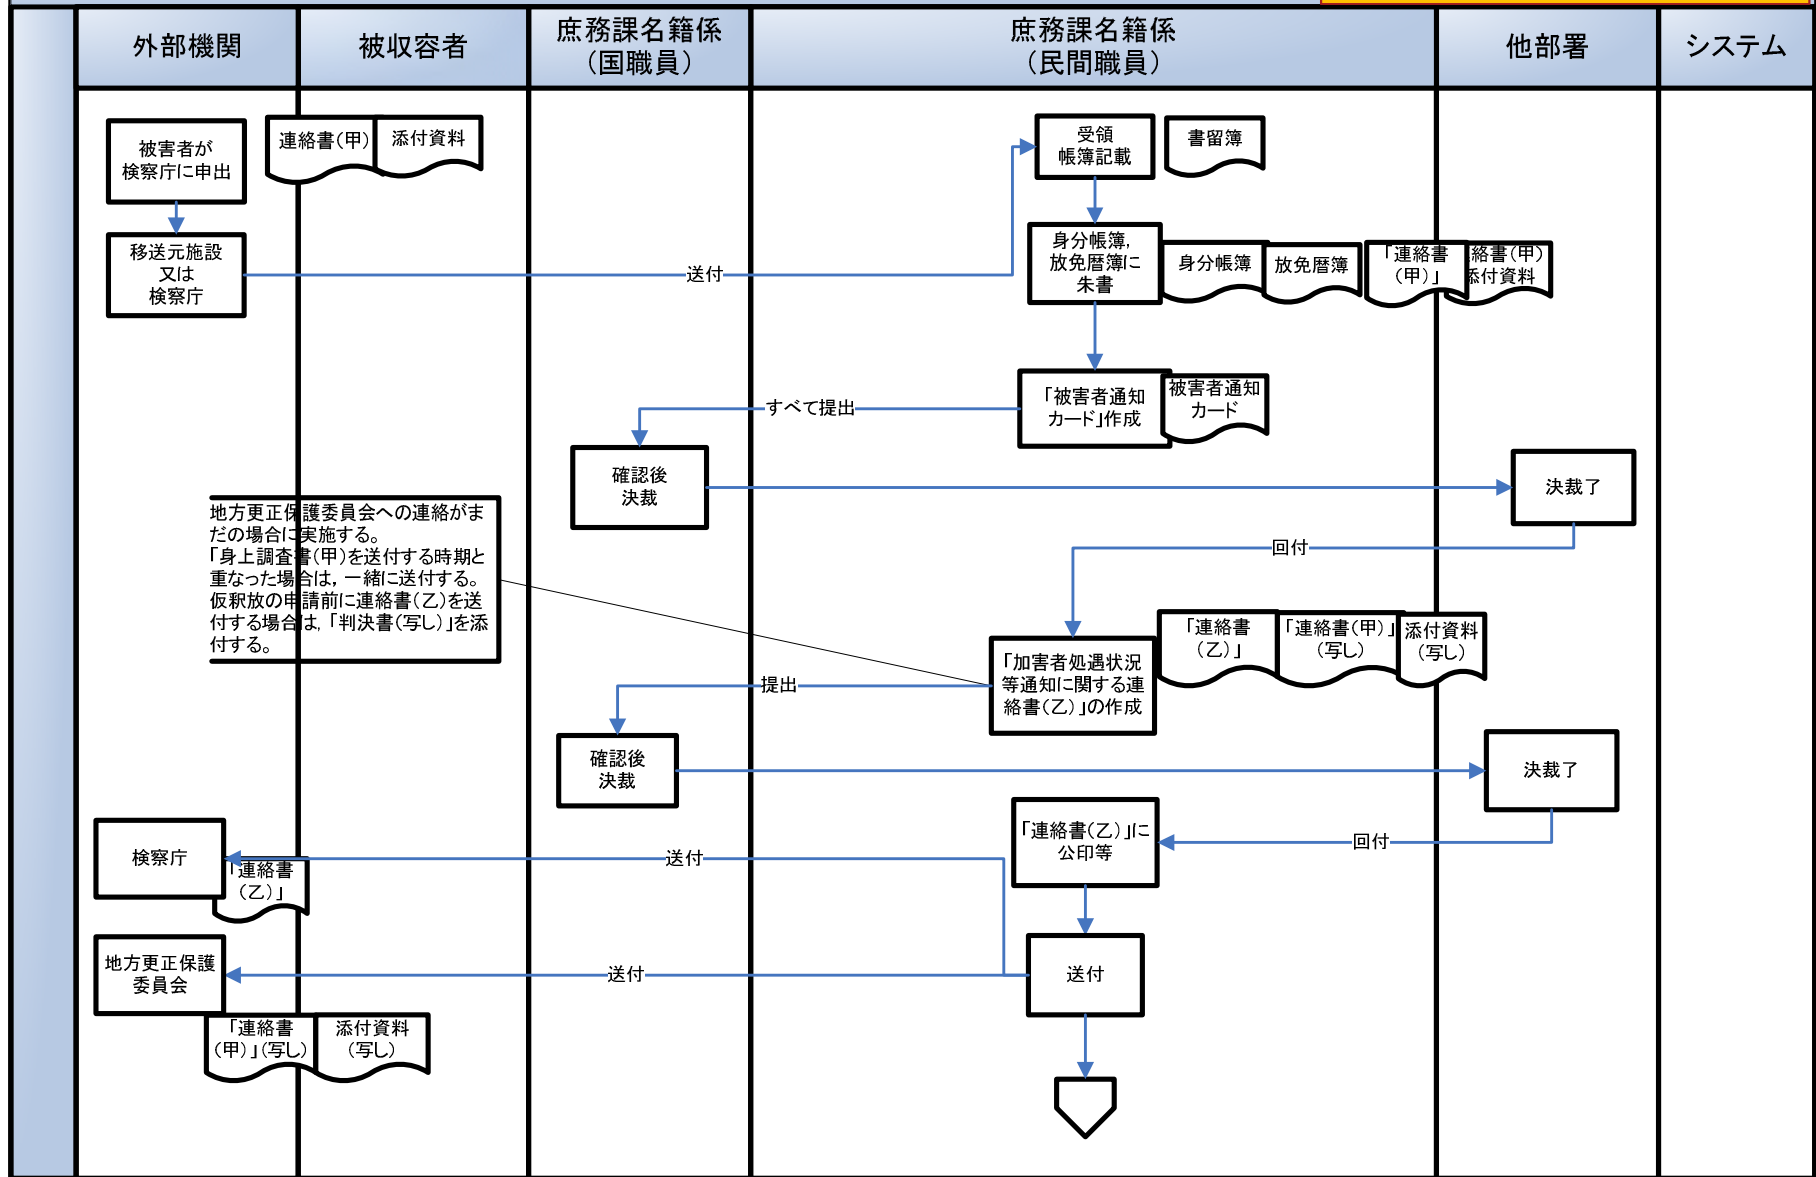 外部機関
被収容者
庶務課名籍係
（国職員）
庶務課名籍係
（民間職員）
他部署
システム
被害者が
検察庁に申出
連絡書（甲）
添付資料
受領
帳簿記載
書留簿
移送元施設
又は
検察庁
送付
身分帳簿，
放免暦簿に
朱書
身分帳簿
放免暦簿
「連絡書
（甲）」
絡書（甲）
添付資料
「被害者通知
カード」作成
被害者通知
カード
すべて提出
確認後
決裁
決裁了
回付
地方更正保護委員会への連絡がま
だの場合に実施する。
「身上調査書（甲）を送付する時期と
重なった場合は，一緒に送付する。
仮釈放の申請前に連絡書（乙）を送
付する場合は，「判決書（写し）」を添
付する。
「加害者処遇状況
等通知に関する連
絡書（乙）」の作成
「連絡書
（乙）」
「連絡書（甲）」
（写し）
添付資料
（写し）
提出
確認後
決裁
決裁了
回付
「連絡書（乙）」に
公印等
検察庁
送付
「連絡書
（乙）」
地方更正保護
委員会
送付
送付
「連絡書
（甲）」（写し）
添付資料
（写し）